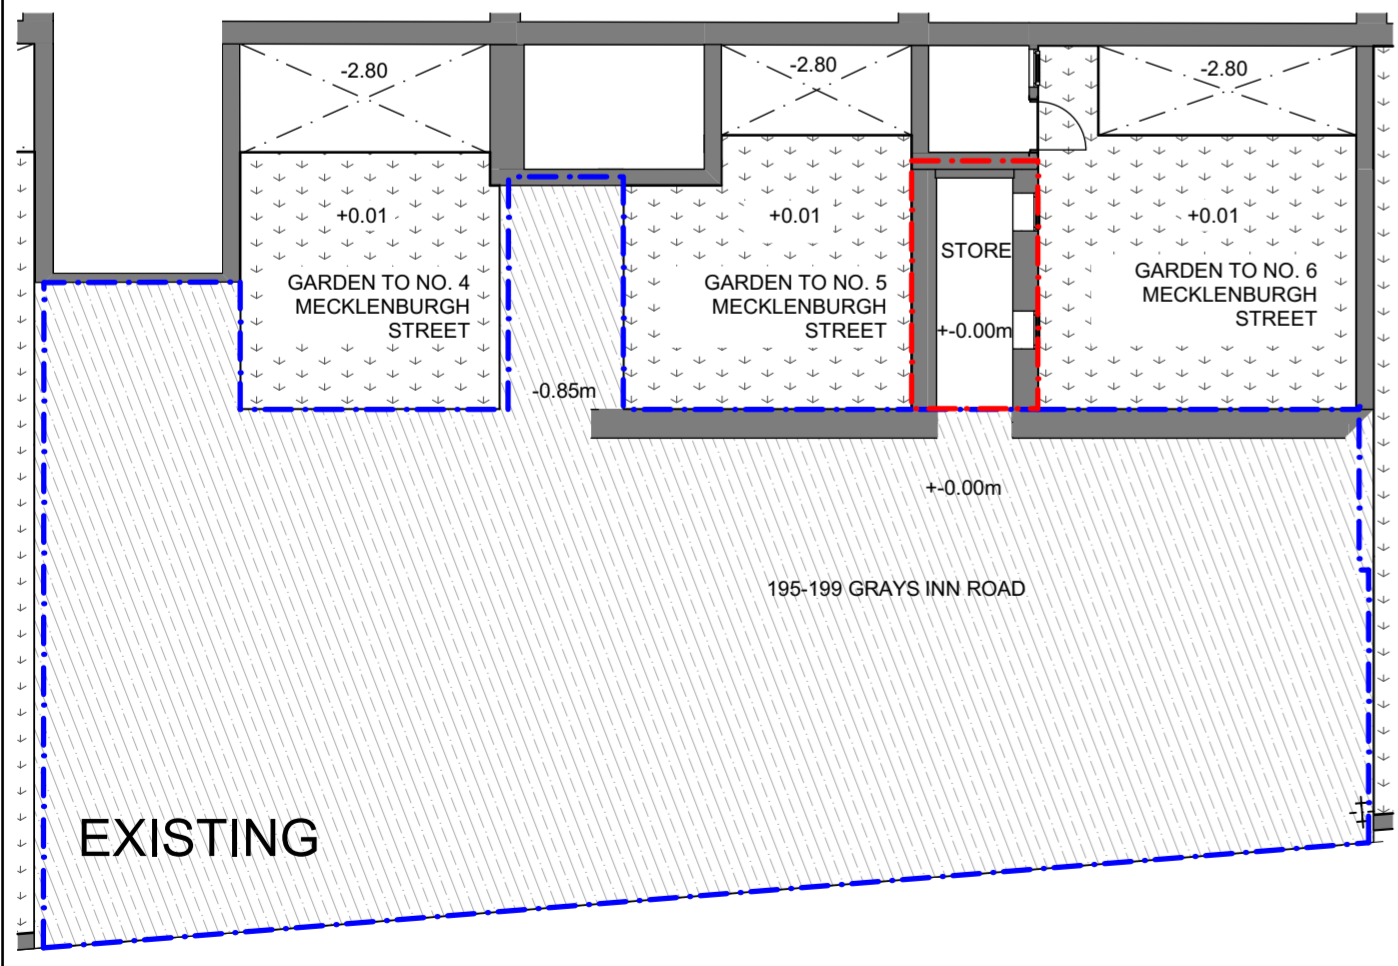 -2.80
-2.80
-2.80
+0.01
GARDEN TO NO. 4
MECKLENBURGH
STREET
+0.01
GARDEN TO NO. 5
MECKLENBURGH
STREET
STORE
+-0.00m
+0.01
GARDEN TO NO. 6
MECKLENBURGH
STREET
-0.85m
+-0.00m
195-199 GRAYS INN ROAD
EXISTING